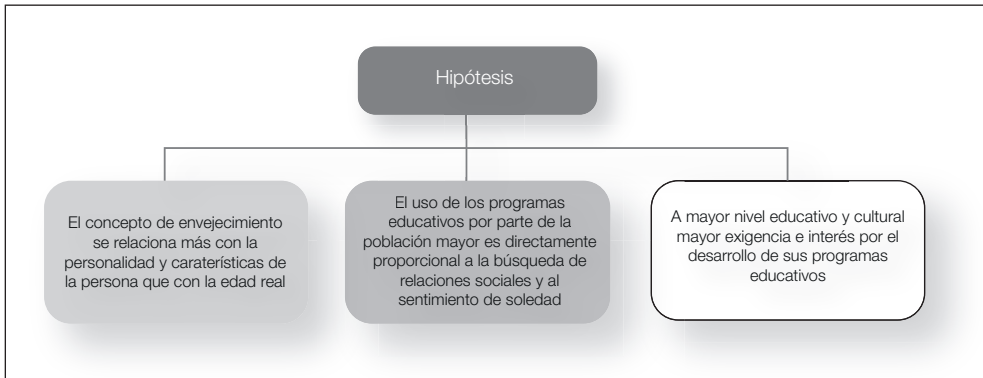 Hipótesis
El concepto de envejecimiento
se relaciona más con la
personalidad y caraterísticas de
la persona que con la edad real
El uso de los programas
educativos por parte de la
población mayor es directamente
proporcional a la búsqueda de
relaciones sociales y al
sentimiento de soledad
A mayor nivel educativo y cultural
mayor exigencia e interés por el
desarrollo de sus programas
educativos